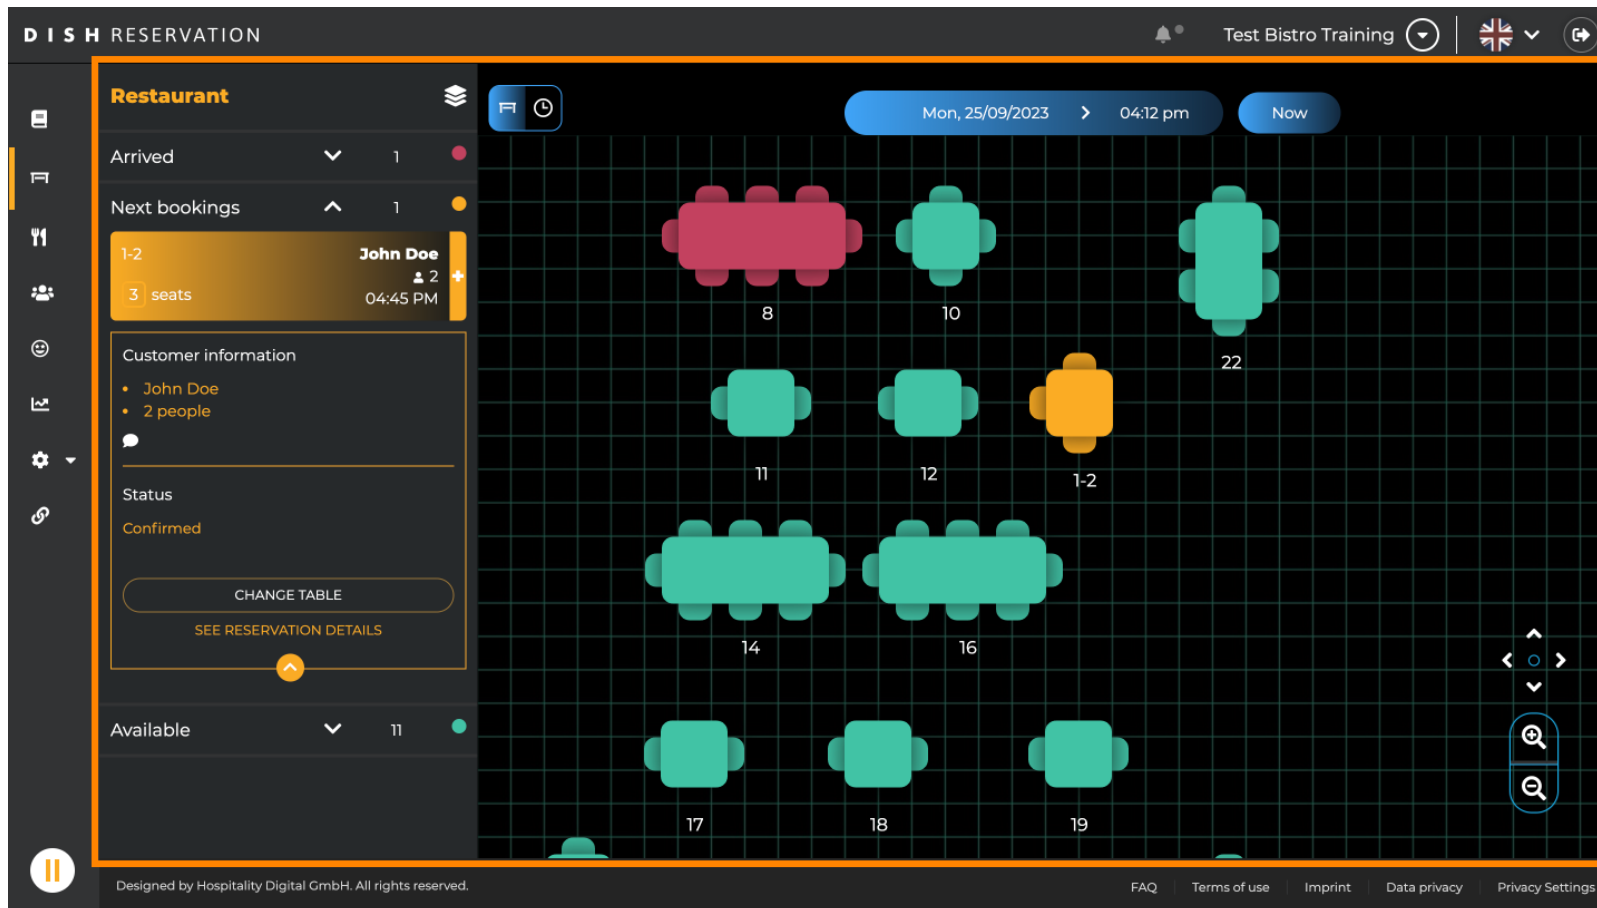 DISH RESERVATION
Test Bistro Training
Restaurant
Mon, 25/09/2023 04:12 pm
Now
Arrived 1
Next bookings 1
1-2 John Doe
2
3 seats 04:45 PM
Customer information
John Doe
2 people
Status
Confirmed
CHANGE TABLE
SEE RESERVATION DETAILS
Available 11
8
10
22
11
12
1-2
14
16
17
18
19
Designed by Hospitality Digital GmbH. All rights reserved.
FAQ
Terms of use
Imprint
Data privacy
Privacy Settings